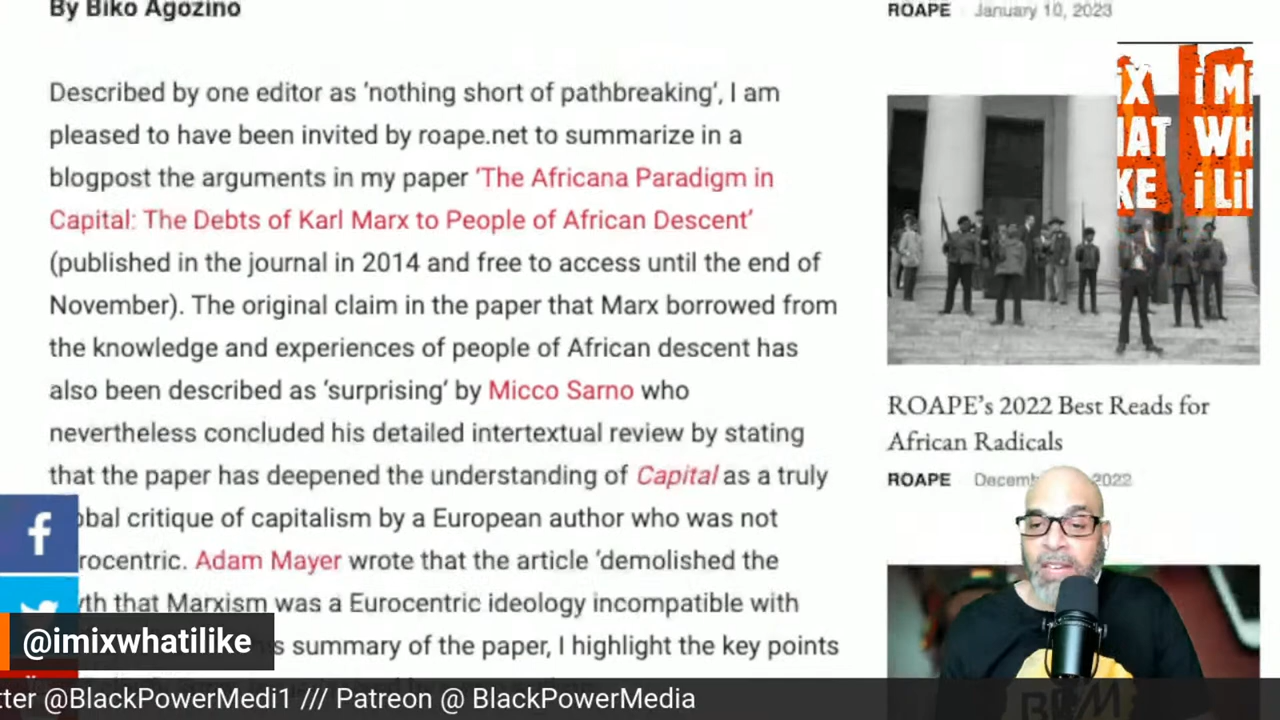 By Biko Agozino
Described by one editor as ‘nothing short of pathbreaking’, I am
pleased to have been invited by roape.net to summarize in a
blogpost the arguments in my paper ‘The Africana Paradigm in
Capital: The Debts of Karl Marx to People of African Descent’
(published in the journal in 2014 and free to access until the end of
November). The original claim in the paper that Marx borrowed from
the knowledge and experiences of people of African descent has
also been described as ‘surprising’ by Micco Sarno who
nevertheless concluded his detailed intertextual review by stating
that the paper has deepened the understanding of Capital as a truly
critique of capitalism by a European author who was not
Adam Mayer wrote that the article ‘demolished the
that Marxism was a Eurocentric ideology incompatible with
summary of the paper, I highlight the key points
ROAPE January 10, 2023
i Mi
WH
i LiL
ROAPE’s 2022 Best Reads for
African Radicals
ROAPE 2022
@imixwhatilike
@BlackPowerMedi1 /// Patreon @ BlackPowerMedia